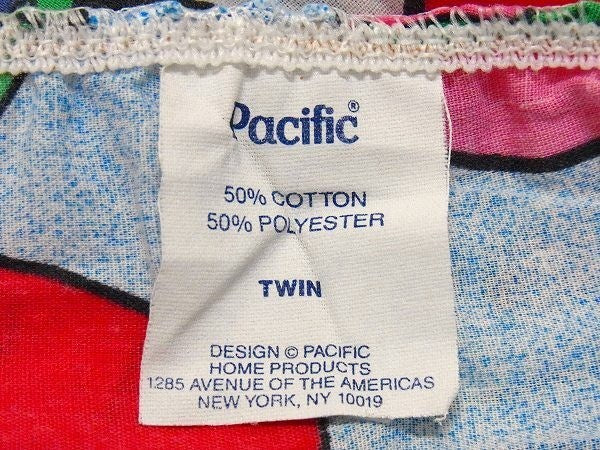 Pacific®
50% COTTON
50% POLYESTER
TWIN
DESIGN © PACIFIC
HOME PRODUCTS
1285 AVENUE OF THE AMERICAS
NEW YORK, NY 10019